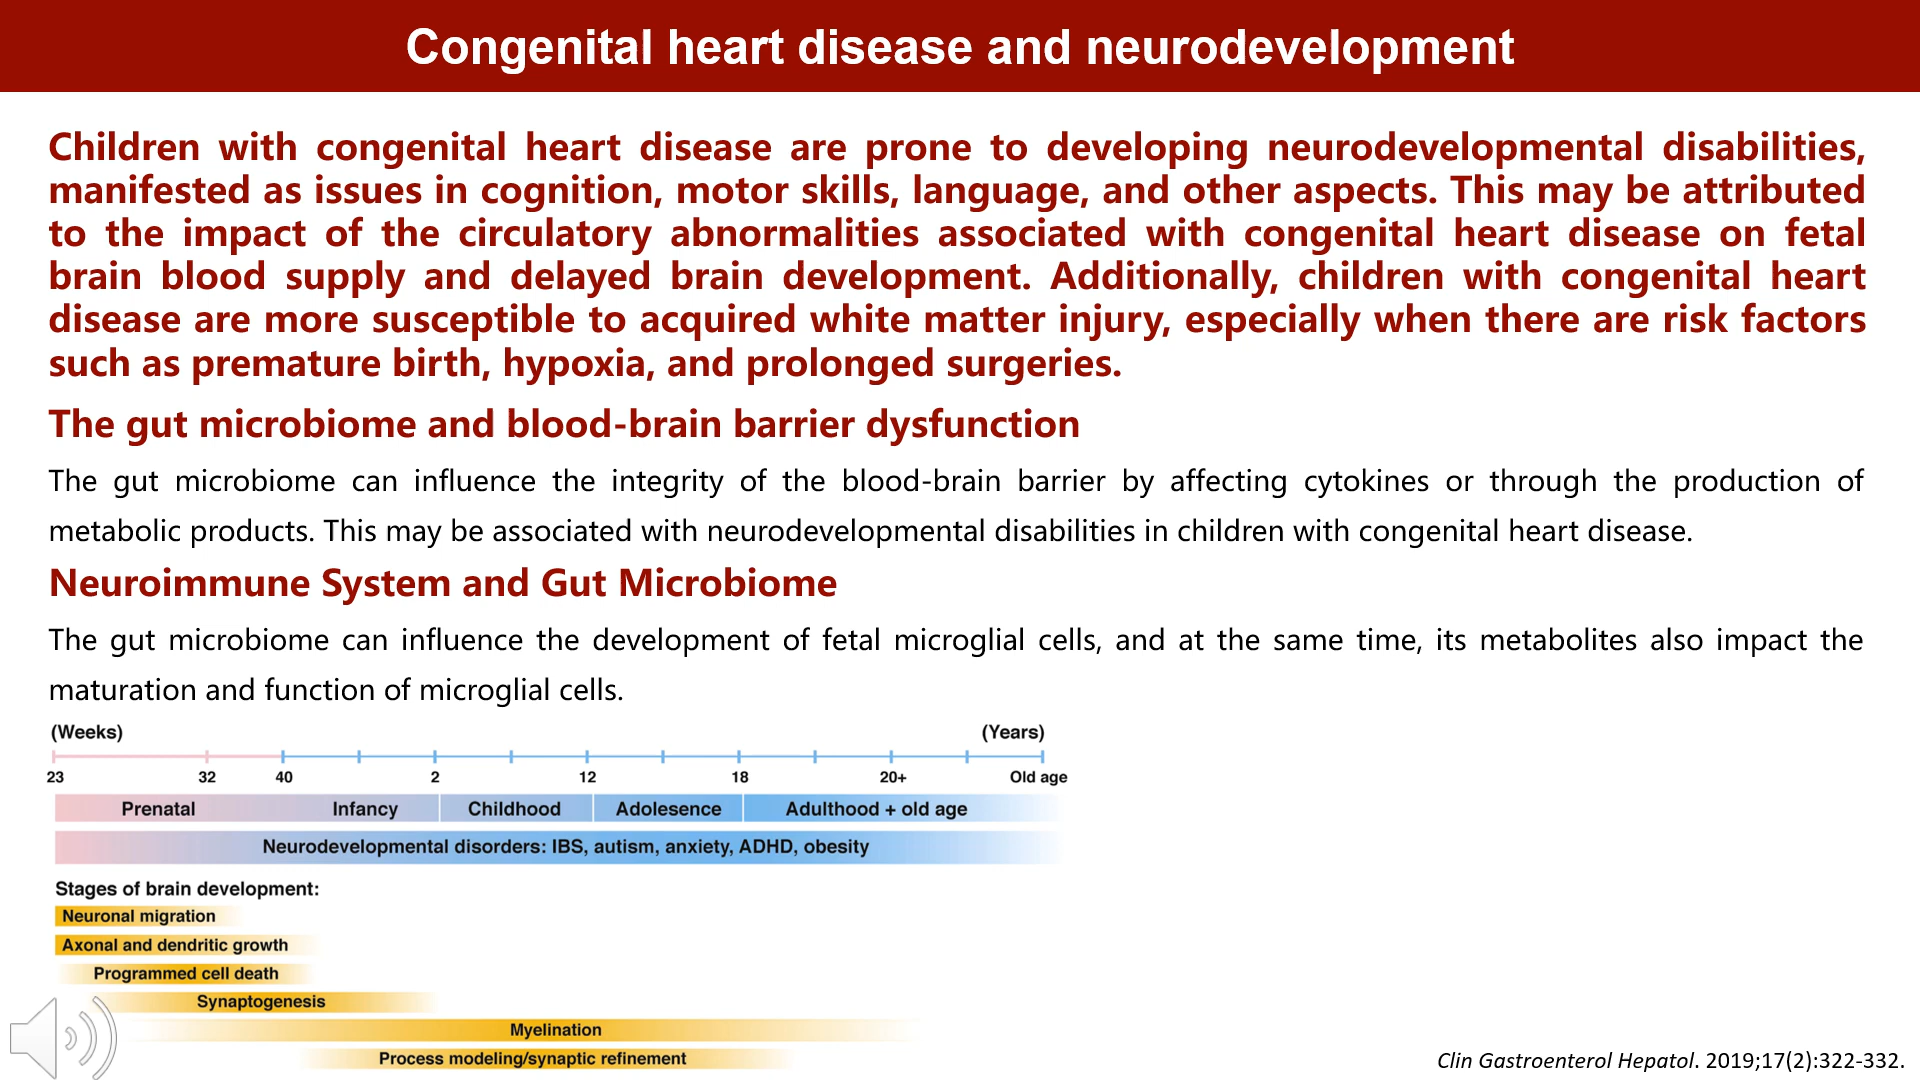 Congenital heart disease and neurodevelopment
Children with congenital heart disease are prone to developing neurodevelopmental disabilities,
manifested as issues in cognition, motor skills, language, and other aspects. This may be attributed
to the impact of the circulatory abnormalities associated with congenital heart disease on fetal
brain blood supply and delayed brain development. Additionally, children with congenital heart
disease are more susceptible to acquired white matter injury, especially when there are risk factors
such as premature birth, hypoxia, and prolonged surgeries.
The gut microbiome and blood-brain barrier dysfunction
The gut microbiome can influence the integrity of the blood-brain barrier by affecting cytokines or through the production of
metabolic products. This may be associated with neurodevelopmental disabilities in children with congenital heart disease.
Neuroimmune System and Gut Microbiome
The gut microbiome can influence the development of fetal microglial cells, and at the same time, its metabolites also impact the
maturation and function of microglial cells.
(Weeks) (Years)
23 32 40 2 12 18 20+ Old age
Prenatal Infancy Childhood Adolesence Adulthood + old age
Neurodevelopmental disorders: IBS, autism, anxiety, ADHD, obesity
Stages of brain development:
Neuronal migration
Axonal and dendritic growth
Programmed cell death
Synaptogenesis
Myelination
Process modeling/synaptic refinement
Clin Gastroenterol Hepatol. 2019;17(2):322-332.